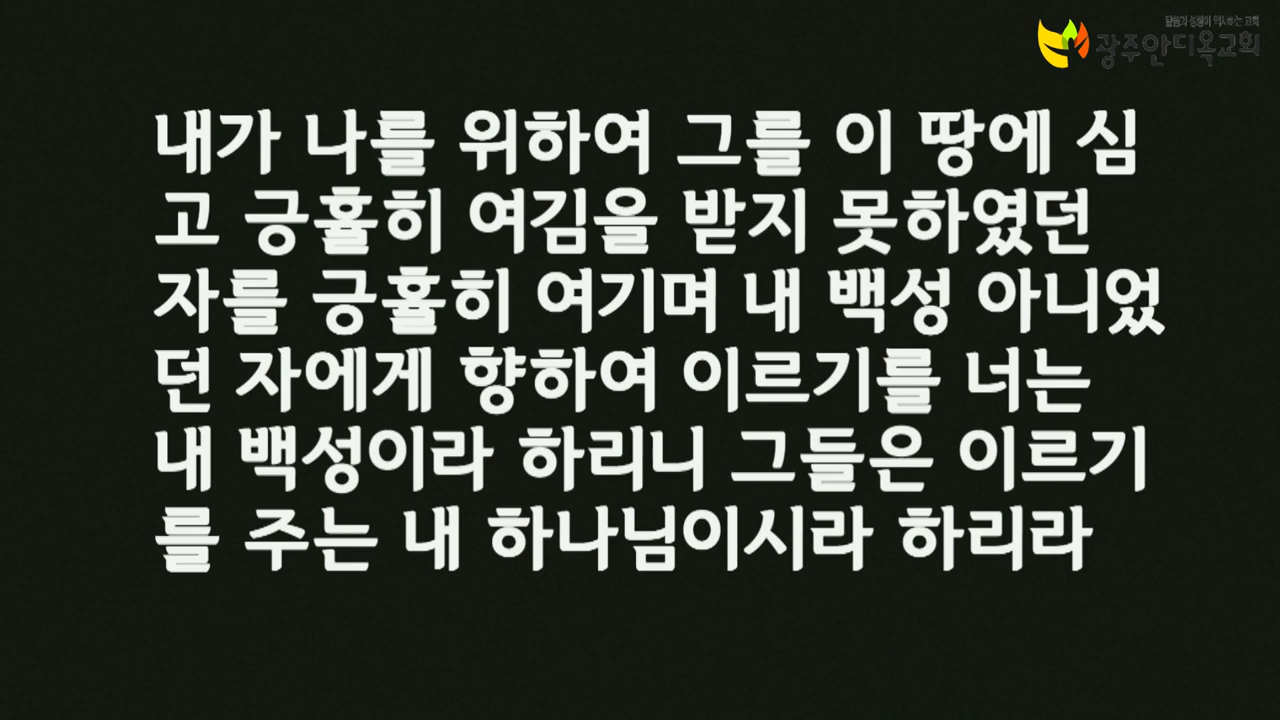 광주안디옥교회
내가 나를 위하여 그를 이 땅에 심
고 긍휼히 여김을 받지 못하였던
자를 긍휼히 여기며 내 백성 아니었
던 자에게 향하여 이르기를 너는
내 백성이라 하리니 그들은 이르기
를 주는 내 하나님이시라 하리라